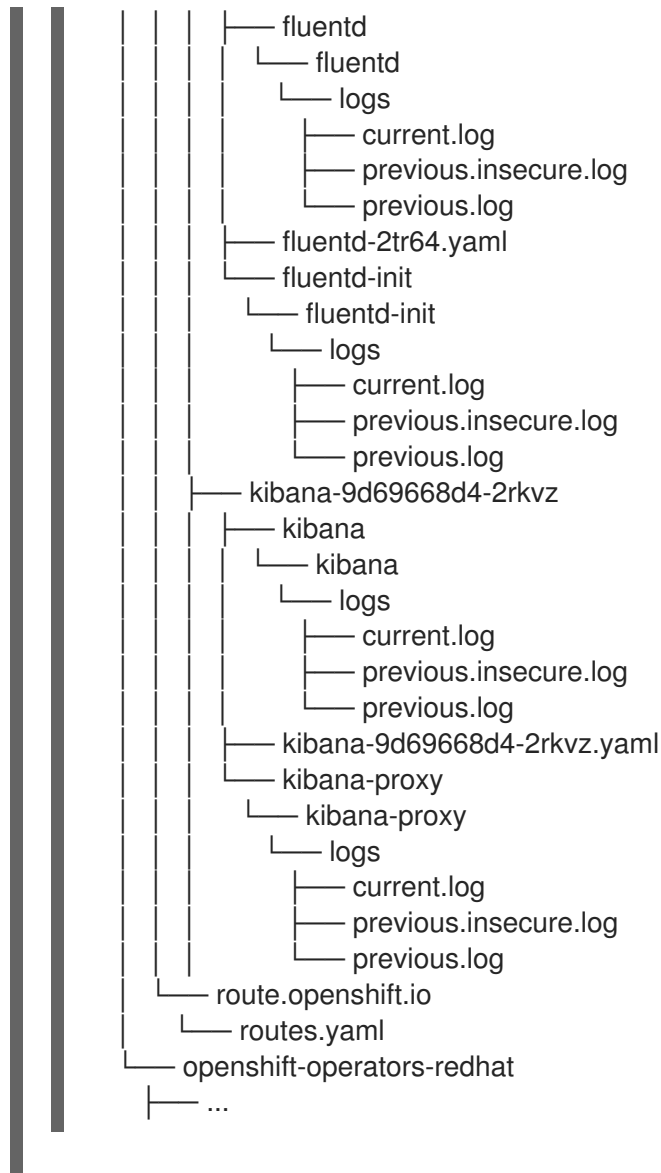 │ │ │ ├── fluentd
│ │ │ │ └── fluentd
│ │ │ │ └── logs
│ │ │ │ ├── current.log
│ │ │ │ ├── previous.insecure.log
│ │ │ │ └── previous.log
│ │ │ ├── fluentd-2tr64.yaml
│ │ │ └── fluentd-init
│ │ │ └── fluentd-init
│ │ │ └── logs
│ │ │ ├── current.log
│ │ │ ├── previous.insecure.log
│ │ │ └── previous.log
│ │ ├── kibana-9d69668d4-2rkvz
│ │ │ ├── kibana
│ │ │ │ └── kibana
│ │ │ │ └── logs
│ │ │ │ ├── current.log
│ │ │ │ ├── previous.insecure.log
│ │ │ │ └── previous.log
│ │ │ ├── kibana-9d69668d4-2rkvz.yaml
│ │ │ └── kibana-proxy
│ │ │ └── kibana-proxy
│ │ │ └── logs
│ │ │ ├── current.log
│ │ │ ├── previous.insecure.log
│ │ │ └── previous.log
│ └── route.openshift.io
│ └── routes.yaml
└── openshift-operators-redhat
├── ...